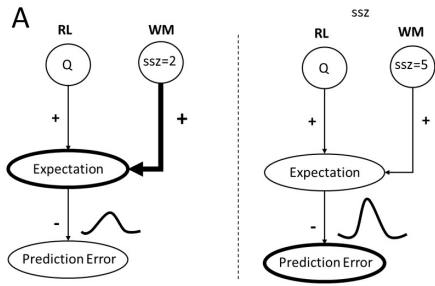 A
ssz
RL WM
Q ssz=2
+ +
Expectation
-
Prediction Error
RL WM
Q ssz=5
+ +
Expectation
-
Prediction Error